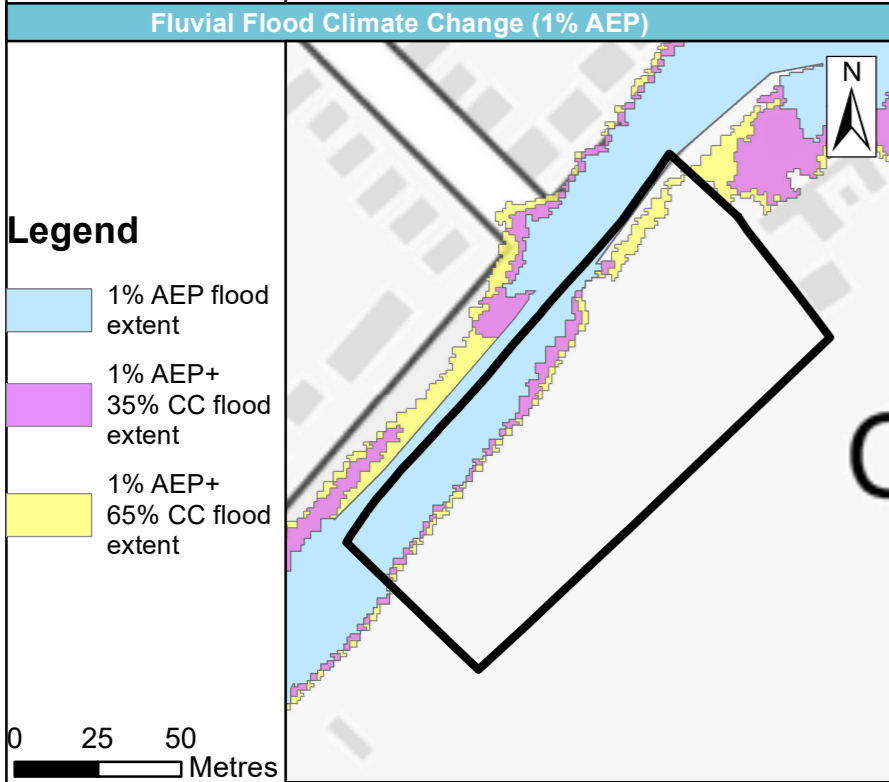 Fluvial Flood Climate Change (1% AEP)
N
Legend
1% AEP flood
extent
1% AEP+
35% CC flood
extent
1% AEP+
65% CC flood
extent
0 25 50
Metres